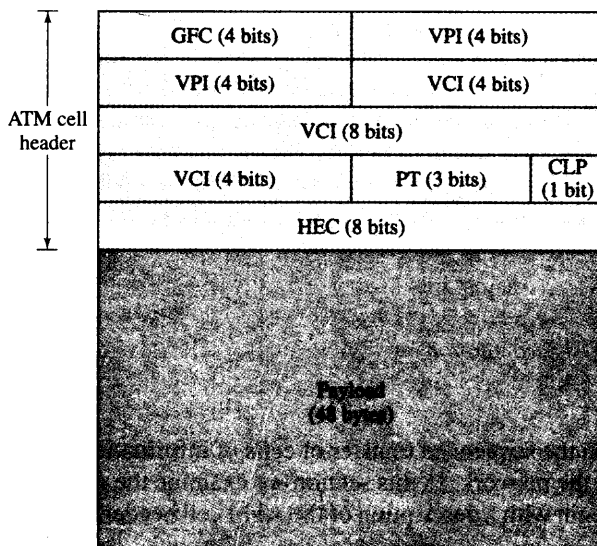 GFC (4 bits) VPI (4 bits)
VPI (4 bits) VCI (4 bits)
ATM cell
header
VCI (8 bits)
VCI (4 bits) PT (3 bits) CLP
(1 bit)
HEC (8 bits)
Payload
(48 bytes)